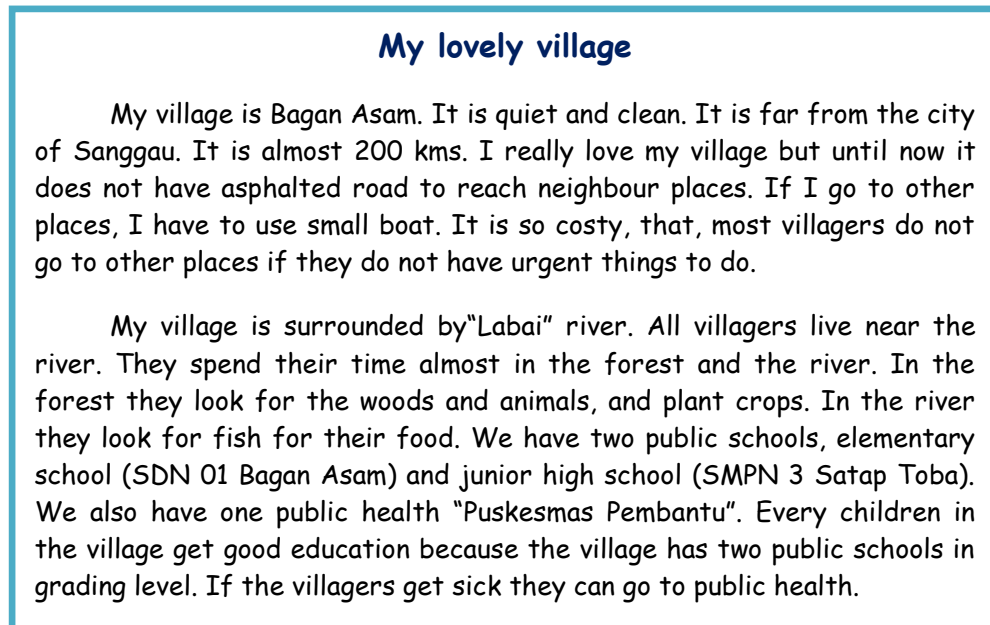 My lovely village
My village is Bagan Asam. It is quiet and clean. It is far from the city
of Sanggau. It is almost 200 kms. I really love my village but until now it
does not have asphalted road to reach neighbour places. If I go to other
places, I have to use small boat. It is so costy, that, most villagers do not
go to other places if they do not have urgent things to do.
My village is surrounded by“Labai” river. All villagers live near the
river. They spend their time almost in the forest and the river. In the
forest they look for the woods and animals, and plant crops. In the river
they look for fish for their food. We have two public schools, elementary
school (SDN 01 Bagan Asam) and junior high school (SMPN 3 Satap Toba).
We also have one public health “Puskesmas Pembantu”. Every children in
the village get good education because the village has two public schools in
grading level. If the villagers get sick they can go to public health.